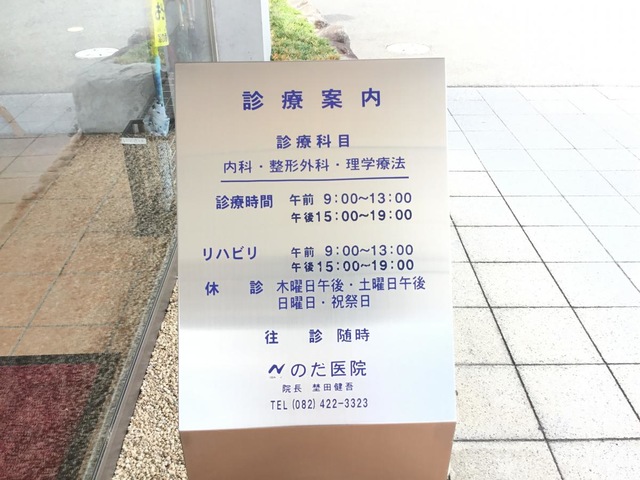 診療案内
診療科目
内科・整形外科・理学療法
診療時間 午前 9:00〜13:00
午後15:00〜19:00
リハビリ 午前 9:00〜13:00
午後15:00〜19:00
休診 木曜日午後・土曜日午後
日曜日・祝祭日
往診随時
のだ医院
院長 埜田健吾
TEL(082)422-3323